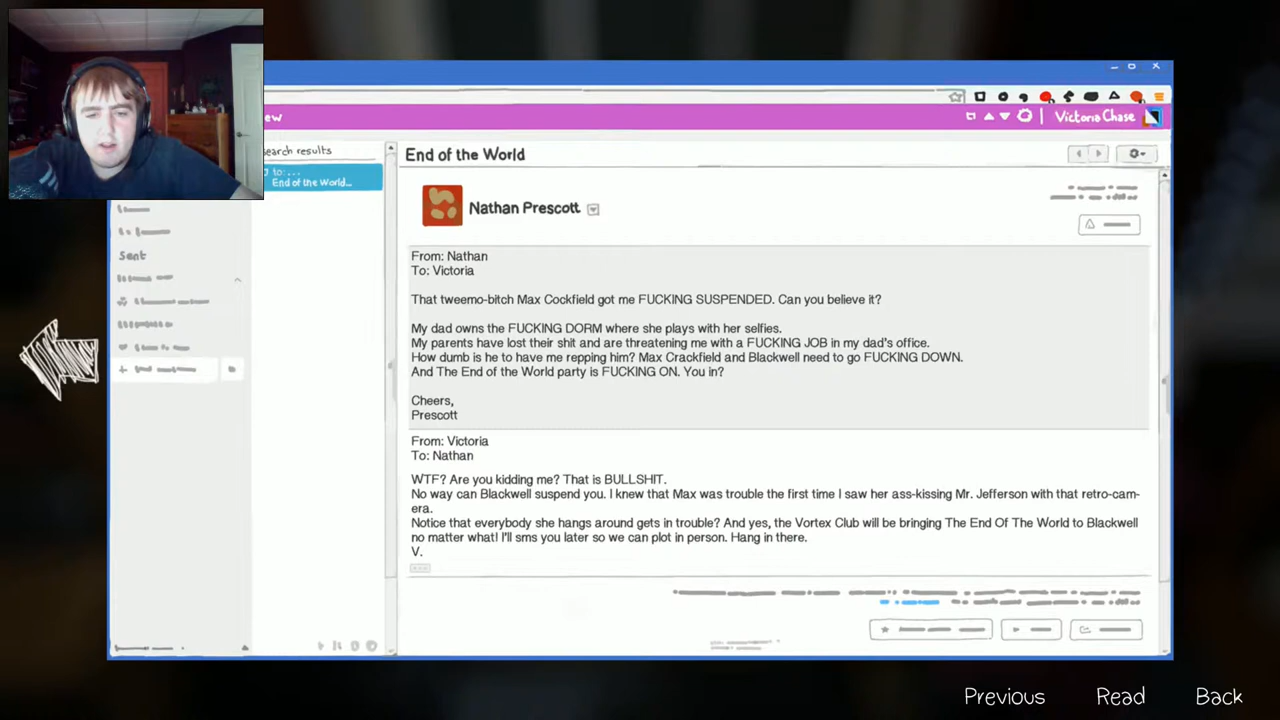 ew
Victoria Chase
earch results
End of the World
to:...
End of the World...
Nathan Prescott
Sent
From: Nathan
To: Victoria
That tweemo-bitch Max Cockfield got me FUCKING SUSPENDED. Can you believe it?
My dad owns the FUCKING DORM where she plays with her selfies.
My parents have lost their shit and are threatening me with a FUCKING JOB in my dad's office.
How dumb is he to have me repping him? Max Crackfield and Blackwell need to go FUCKING DOWN.
And The End of the World party is FUCKING ON. You in?
Cheers,
Prescott
From: Victoria
To: Nathan
WTF? Are you kidding me? That is BULLSHIT.
No way can Blackwell suspend you. I knew that Max was trouble the first time I saw her ass-kissing Mr. Jefferson with that retro-cam-
era.
Notice that everybody she hangs around gets in trouble? And yes, the Vortex Club will be bringing The End Of The World to Blackwell
no matter what! I'll sms you later so we can plot in person. Hang in there.
V.
Previous
Read
Back